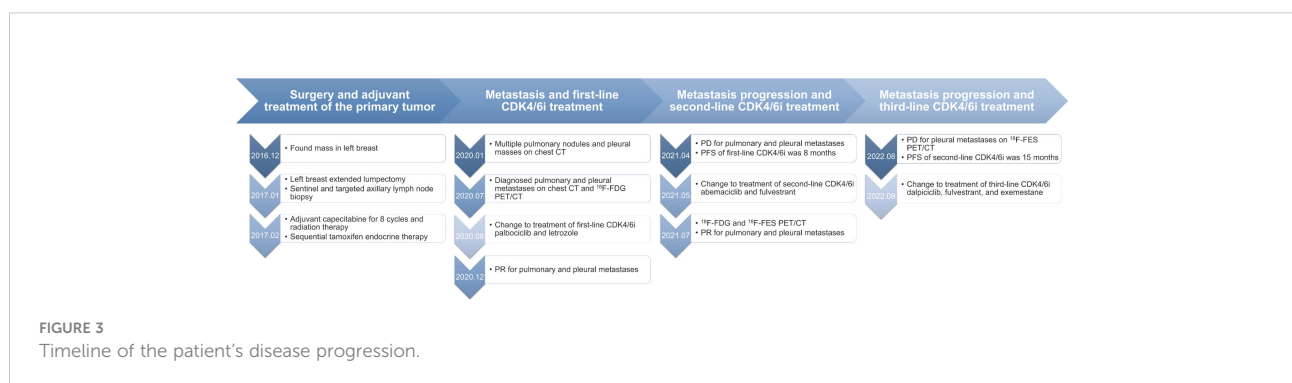 Surgery and adjuvant
treatment of the primary tumor
2016.12
• Found mass in left breast
2017.01
• Left breast extended lumpectomy
• Sentinel and targeted axillary lymph node
biopsy
2017.02
• Adjuvant capecitabine for 8 cycles and
radiation therapy
• Sequential tamoxifen endocrine therapy
Metastasis and first-line
CDK4/6i treatment
2020.01
• Multiple pulmonary nodules and pleural
masses on chest CT
2020.07
• Diagnosed pulmonary and pleural
metastases on chest CT and ¹⁸F-FDG
PET/CT
2020.08
• Change to treatment of first-line CDK4/6i
palbociclib and letrozole
2020.12
• PR for pulmonary and pleural metastases
Metastasis progression and
second-line CDK4/6i treatment
2021.04
• PD for pulmonary and pleural metastases
• PFS of first-line CDK4/6i was 8 months
2021.05
• Change to treatment of second-line CDK4/6i
abemaciclib and fulvestrant
2021.07
• ¹⁸F-FDG and ¹⁸F-FES PET/CT
• PR for pulmonary and pleural metastases
Metastasis progression and
third-line CDK4/6i treatment
2022.08
• PD for pleural metastases on ¹⁸F-FES
PET/CT
• PFS of second-line CDK4/6i was 15 months
2022.09
• Change to treatment of third-line CDK4/6i
dalpiciclib, fulvestrant, and exemestane
FIGURE 3
Timeline of the patient's disease progression.